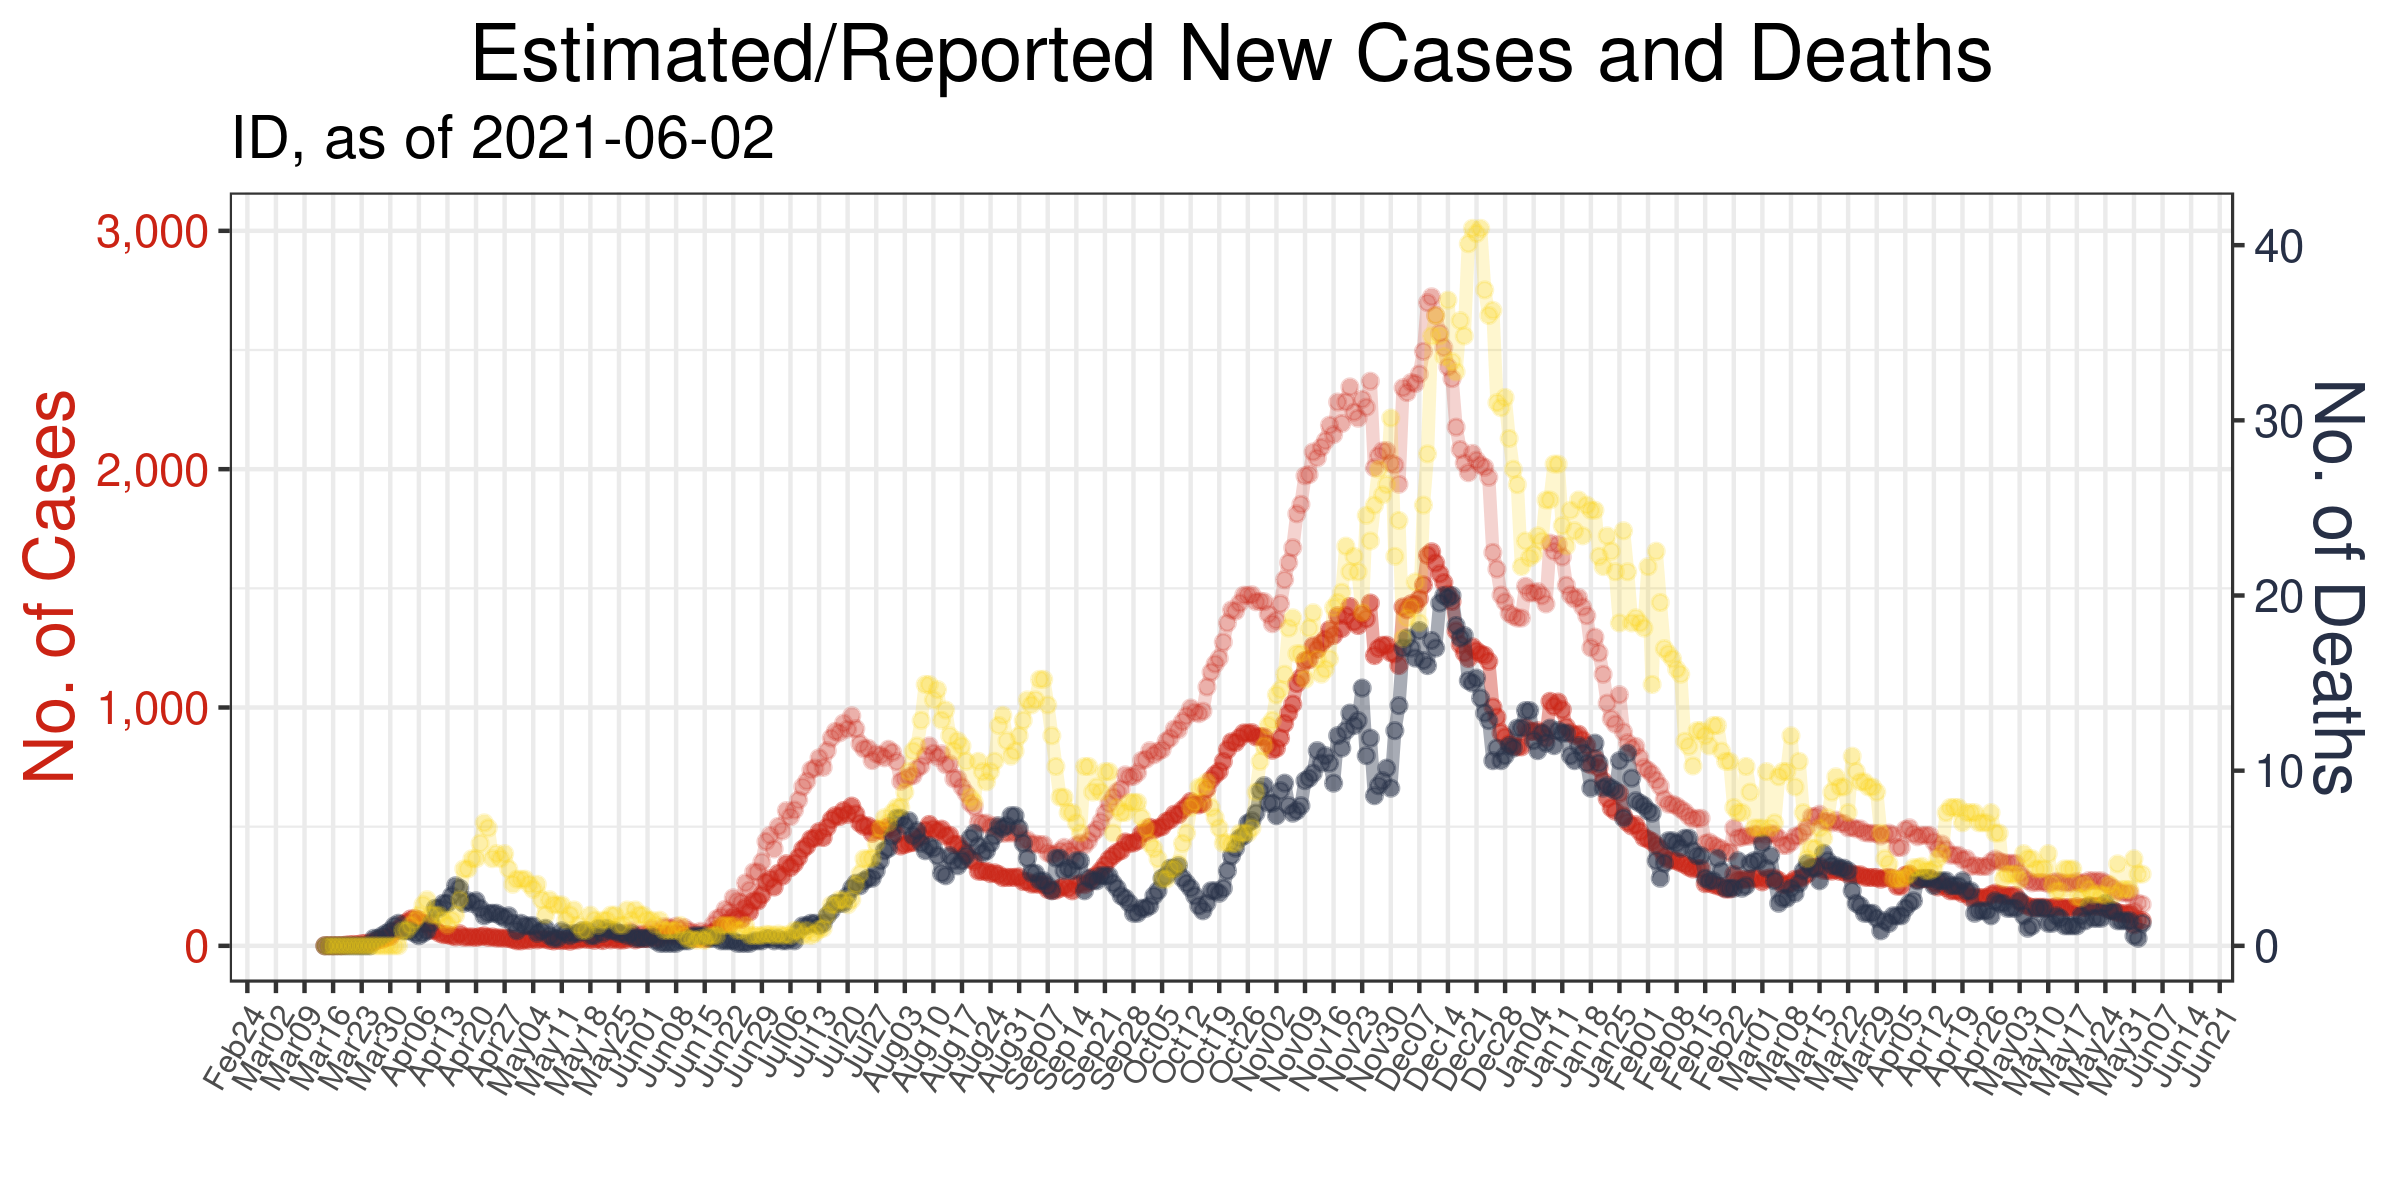 Estimated/Reported New Cases and Deaths
ID, as of 2021-06-02
No. of Cases
3,000
2,000
1,000
0
40
30
20
10
0
No. of Deaths
Feb24
Mar02
Mar09
Mar16
Mar23
Mar30
Apr06
Apr13
Apr20
Apr27
May04
May11
May18
May25
Jun01
Jun08
Jun15
Jun22
Jun29
Jul06
Jul13
Jul20
Jul27
Aug03
Aug10
Aug17
Aug24
Aug31
Sep07
Sep14
Sep21
Sep28
Oct05
Oct12
Oct19
Oct26
Nov02
Nov09
Nov16
Nov23
Nov30
Dec07
Dec14
Dec21
Dec28
Jan04
Jan11
Jan18
Jan25
Feb01
Feb08
Feb15
Feb22
Mar01
Mar08
Mar15
Mar22
Mar29
Apr05
Apr12
Apr19
Apr26
May03
May10
May17
May24
May31
Jun07
Jun14
Jun21